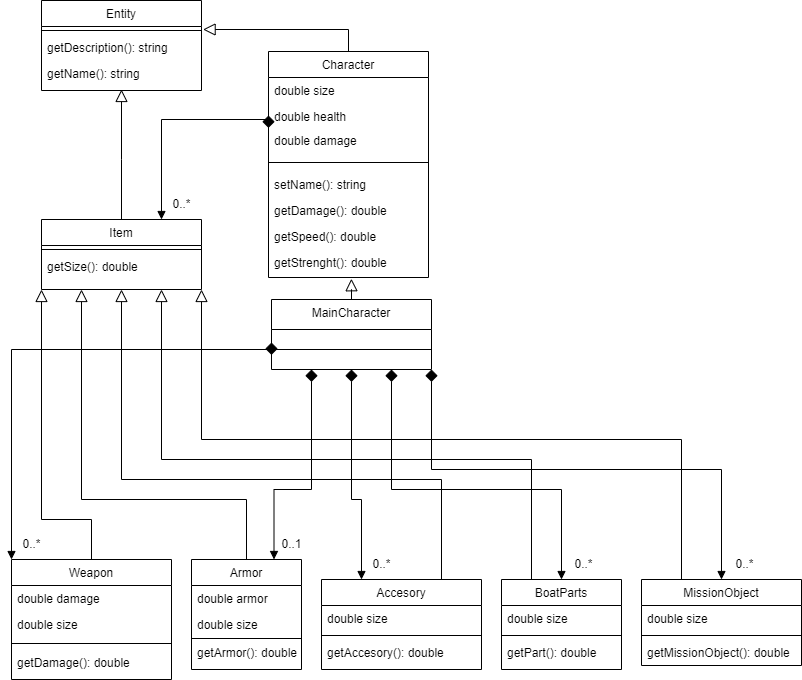 Entity
getDescription(): string
getName(): string
Character
double size
double health
double damage
setName(): string
getDamage(): double
getSpeed(): double
getStrenght(): double
0..*
Item
getSize(): double
MainCharacter
0..*
Weapon
double damage
double size
getDamage(): double
0..1
Armor
double armor
double size
getArmor(): double
0..*
Accesory
double size
getAccesory(): double
0..*
BoatParts
double size
getPart(): double
0..*
MissionObject
double size
getMissionObject(): double